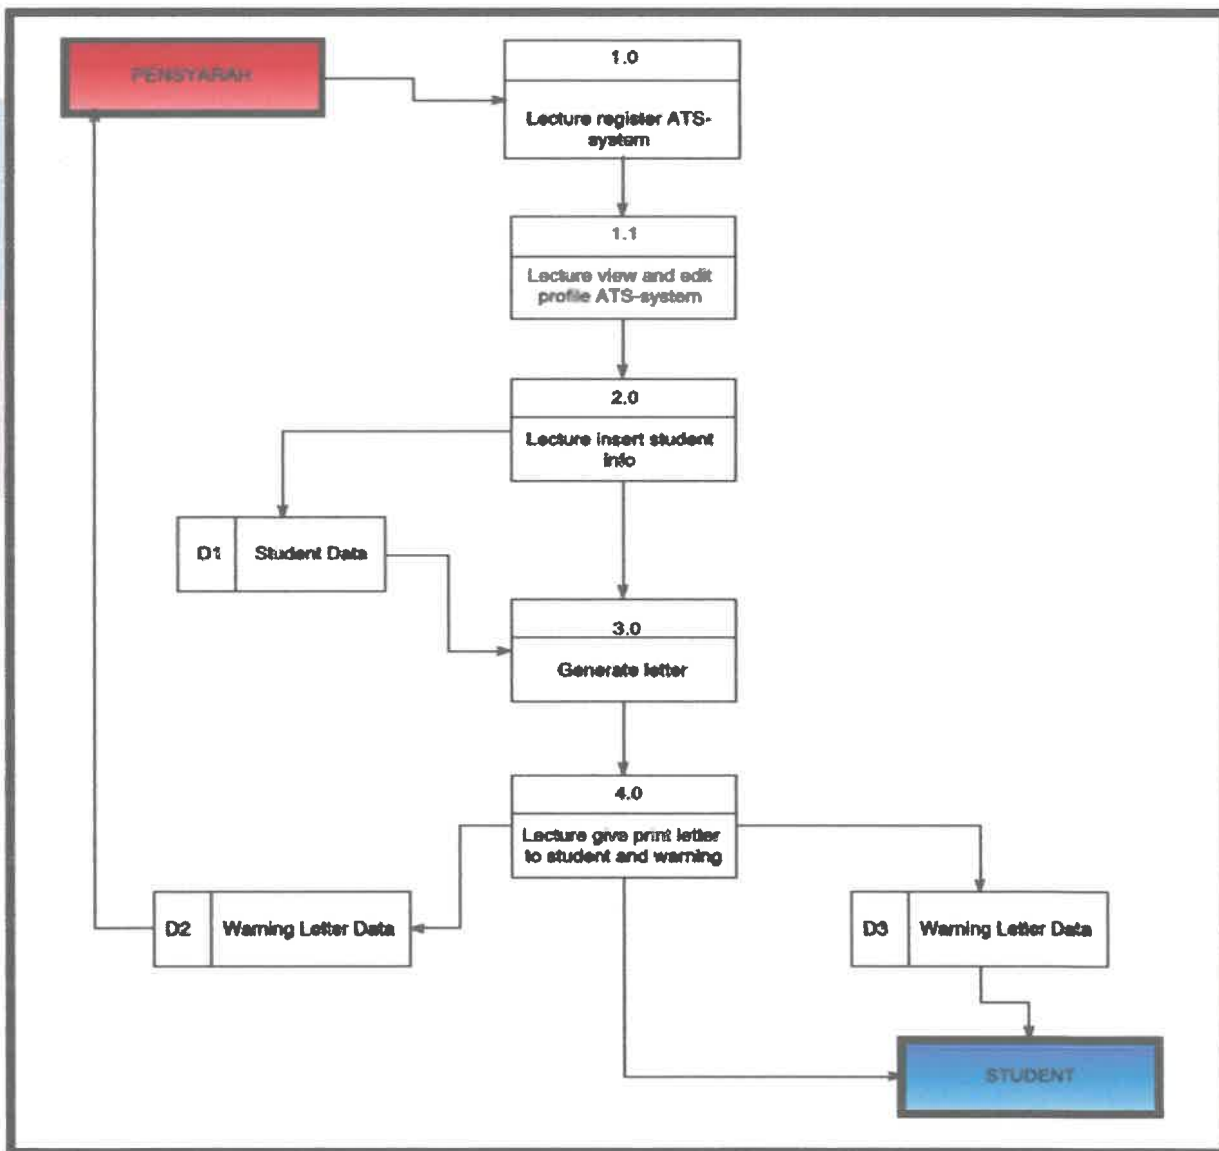 PENSYARAH
1.0
Lecture register ATS-
system
1.1
Lecture view and edit
profile ATS-system
2.0
Lecture insert student
info
D1
Student Data
3.0
Generate letter
4.0
Lecture give print letter
to student and warning
D2
Warning Letter Data
D3
Warning Letter Data
STUDENT